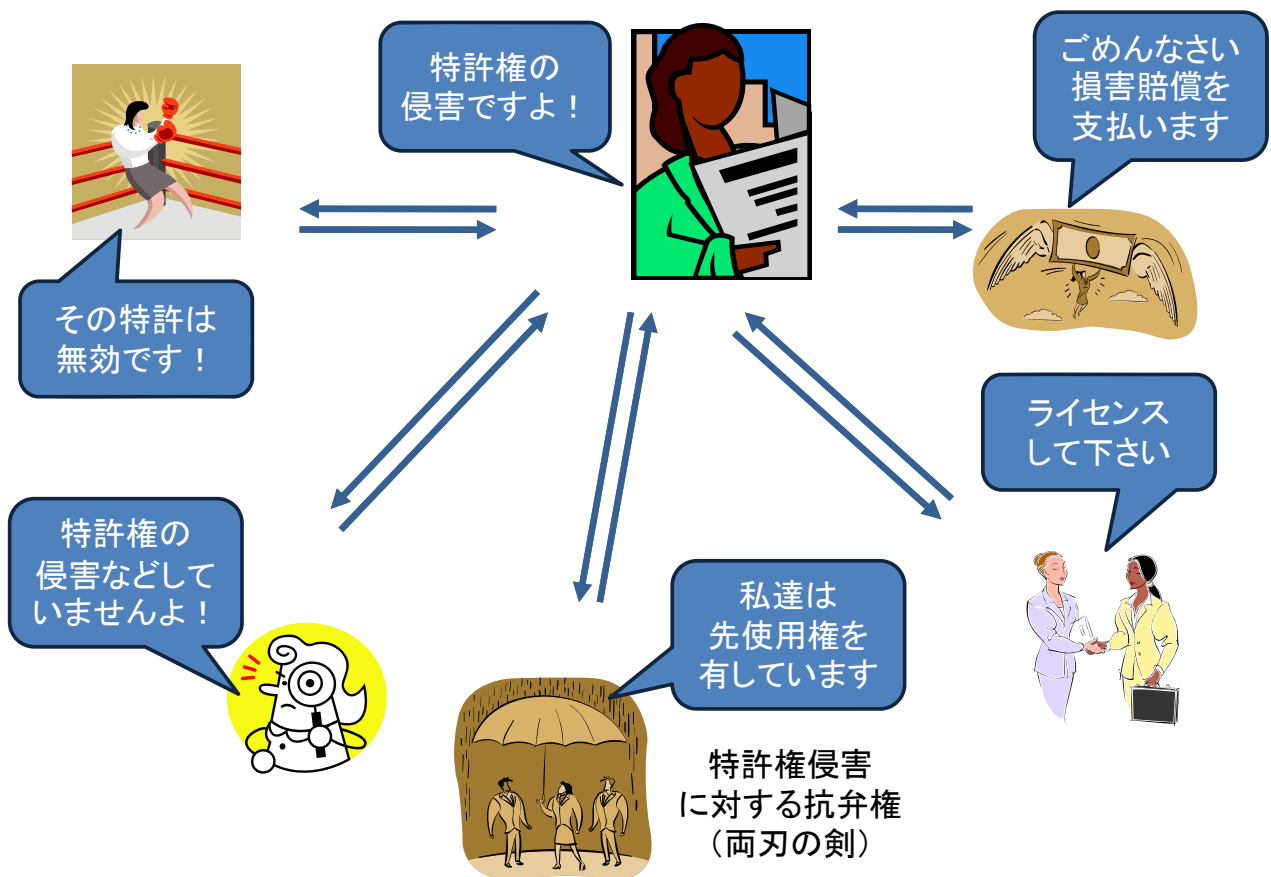 特許権の
侵害ですよ！
ごめんなさい
損害賠償を
支払います
その特許は
無効です！
ライセンス
して下さい
特許権の
侵害などして
いませんよ！
私達は
先使用権を
有しています
特許権侵害
に対する抗弁権
（両刃の剣）